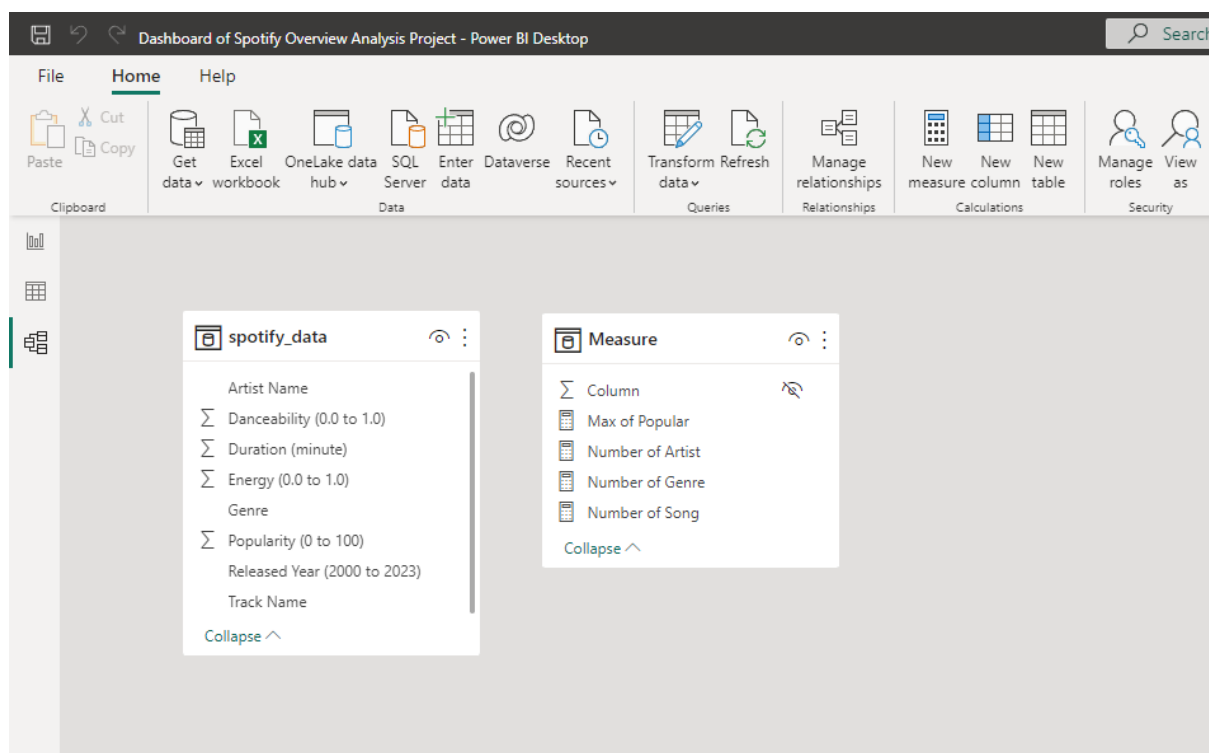 Dashboard of Spotify Overview Analysis Project - Power BI Desktop
Search
File Home Help
Paste
Cut
Copy
Get data
Excel workbook
OneLake data hub
SQL Server
Enter data
Dataverse
Recent sources
Transform data
Refresh
Manage relationships
New measure
New column
New table
Manage roles
View as
Clipboard
Data
Queries
Relationships
Calculations
Security
spotify_data
Artist Name
∑ Danceability (0.0 to 1.0)
∑ Duration (minute)
∑ Energy (0.0 to 1.0)
Genre
∑ Popularity (0 to 100)
Released Year (2000 to 2023)
Track Name
Collapse
Measure
∑ Column
Max of Popular
Number of Artist
Number of Genre
Number of Song
Collapse